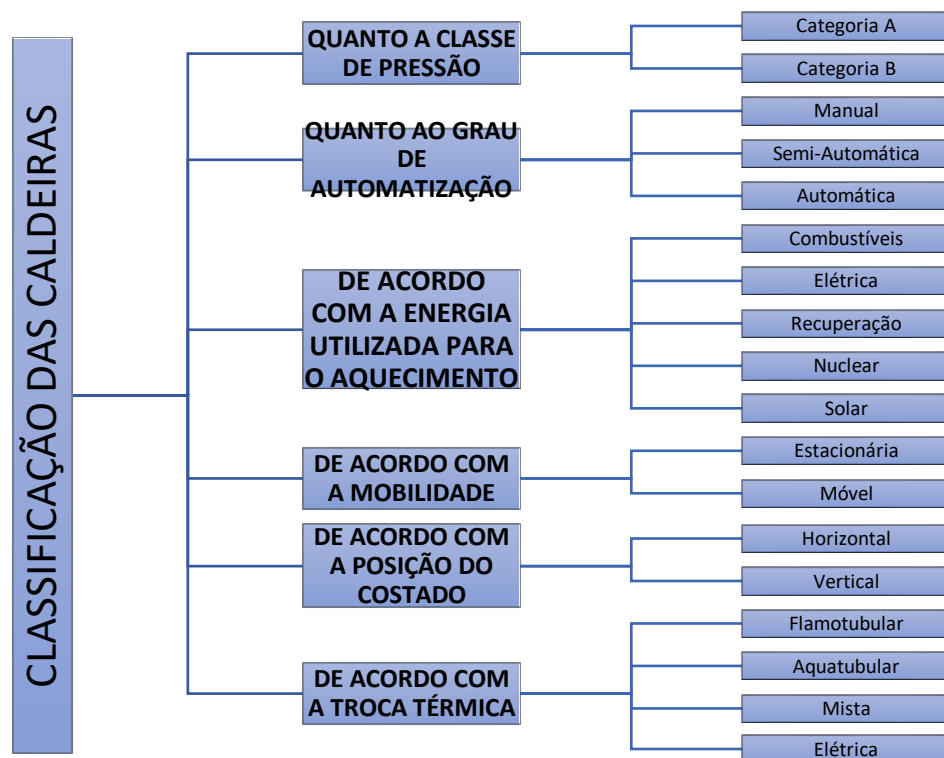 CLASSIFICAÇÃO DAS CALDEIRAS
QUANTO A CLASSE
DE PRESSÃO
Categoria A
Categoria B
QUANTO AO GRAU
DE
AUTOMATIZAÇÃO
Manual
Semi-Automática
Automática
DE ACORDO
COM A ENERGIA
UTILIZADA PARA
O AQUECIMENTO
Combustíveis
Elétrica
Recuperação
Nuclear
Solar
DE ACORDO COM
A MOBILIDADE
Estacionária
Móvel
DE ACORDO COM
A POSIÇÃO DO
COSTADO
Horizontal
Vertical
DE ACORDO COM
A TROCA TÉRMICA
Flamotubular
Aquatubular
Mista
Elétrica